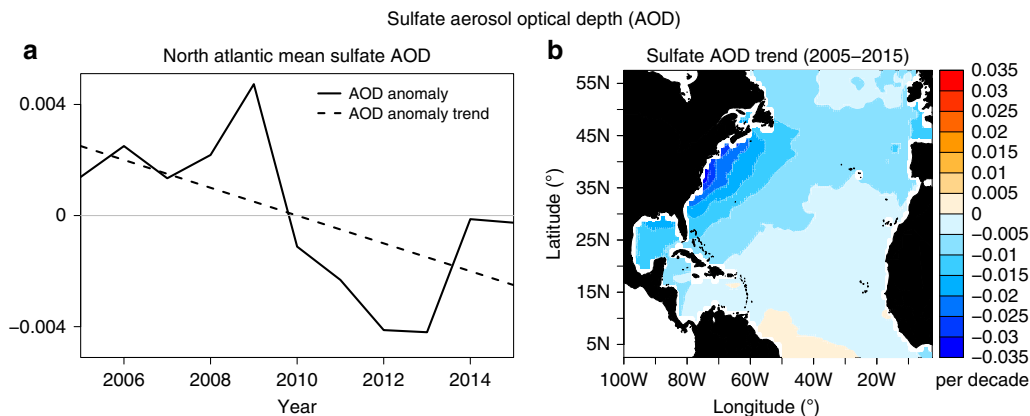 Sulfate aerosol optical depth (AOD)
a
North atlantic mean sulfate AOD
0.004
0
−0.004
AOD anomaly
AOD anomaly trend
2006 2008 2010 2012 2014
Year
b
Sulfate AOD trend (2005–2015)
55N
45N
35N
25N
15N
5N
Latitude (°)
100W 80W 60W 40W 20W
Longitude (°)
0.035
0.03
0.025
0.02
0.015
0.01
0.005
0
−0.005
−0.01
−0.015
−0.02
−0.025
−0.03
−0.035
per decade